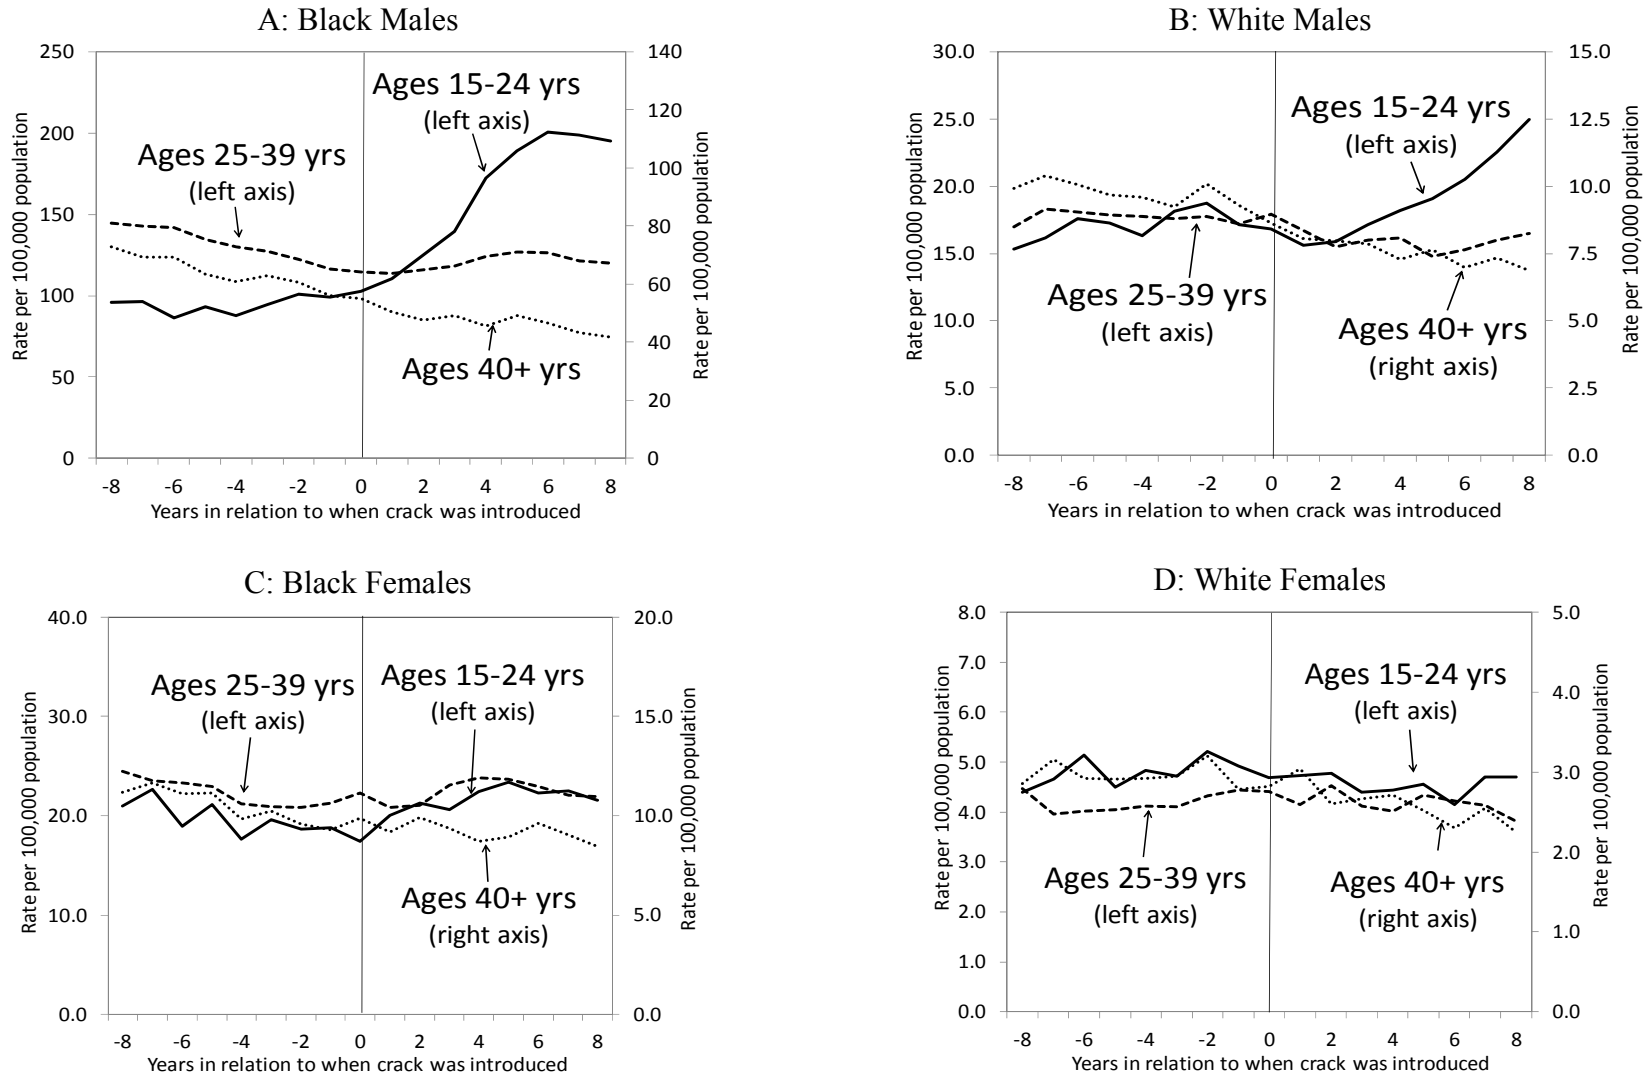 A: Black Males
250
200
150
100
50
0
140
120
100
80
60
40
20
0
Rate per 100,000 population
Rate per 100,000 population
Ages 15-24 yrs
(left axis)
Ages 25-39 yrs
(left axis)
Ages 40+ yrs
-8 -6 -4 -2 0 2 4 6 8
Years in relation to when crack was introduced
B: White Males
30.0
25.0
20.0
15.0
10.0
5.0
0.0
15.0
12.5
10.0
7.5
5.0
2.5
0.0
Rate per 100,000 population
Rate per 100,000 population
Ages 15-24 yrs
(left axis)
Ages 25-39 yrs
(left axis)
Ages 40+ yrs
(right axis)
-8 -6 -4 -2 0 2 4 6 8
Years in relation to when crack was introduced
C: Black Females
40.0
30.0
20.0
10.0
0.0
20.0
15.0
10.0
5.0
0.0
Rate per 100,000 population
Rate per 100,000 population
Ages 25-39 yrs
(left axis)
Ages 15-24 yrs
(left axis)
Ages 40+ yrs
(right axis)
-8 -6 -4 -2 0 2 4 6 8
Years in relation to when crack was introduced
D: White Females
8.0
7.0
6.0
5.0
4.0
3.0
2.0
1.0
0.0
5.0
4.0
3.0
2.0
1.0
0.0
Rate per 100,000 population
Rate per 100,000 population
Ages 15-24 yrs
(left axis)
Ages 25-39 yrs
(left axis)
Ages 40+ yrs
(right axis)
-8 -6 -4 -2 0 2 4 6 8
Years in relation to when crack was introduced